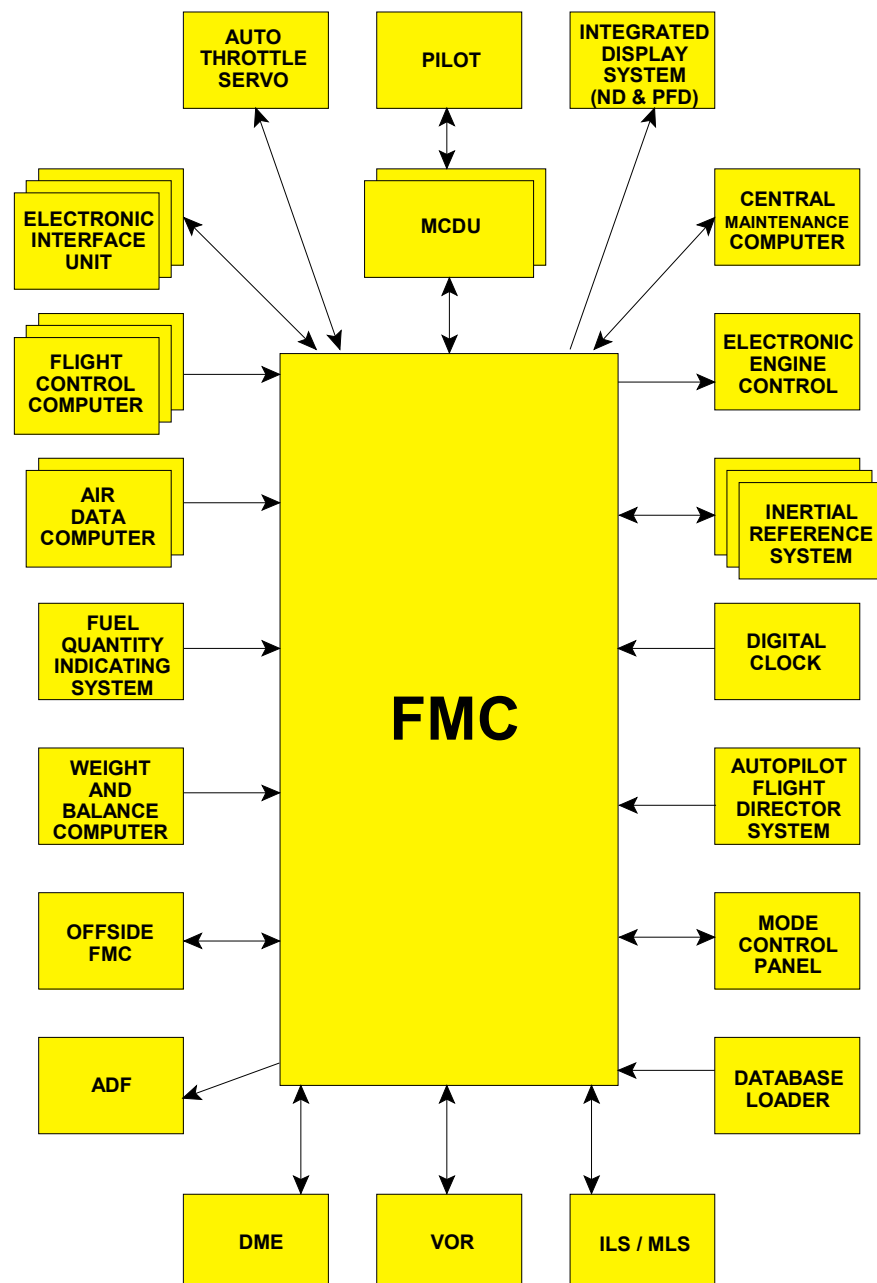 AUTO
THROTTLE
SERVO
PILOT
INTEGRATED
DISPLAY
SYSTEM
(ND & PFD)
ELECTRONIC
INTERFACE
UNIT
MCDU
CENTRAL
MAINTENANCE
COMPUTER
FLIGHT
CONTROL
COMPUTER
ELECTRONIC
ENGINE
CONTROL
AIR
DATA
COMPUTER
INERTIAL
REFERENCE
SYSTEM
FUEL
QUANTITY
INDICATING
SYSTEM
DIGITAL
CLOCK
FMC
WEIGHT
AND
BALANCE
COMPUTER
AUTOPILOT
FLIGHT
DIRECTOR
SYSTEM
OFFSIDE
FMC
MODE
CONTROL
PANEL
ADF
DATABASE
LOADER
DME
VOR
ILS / MLS